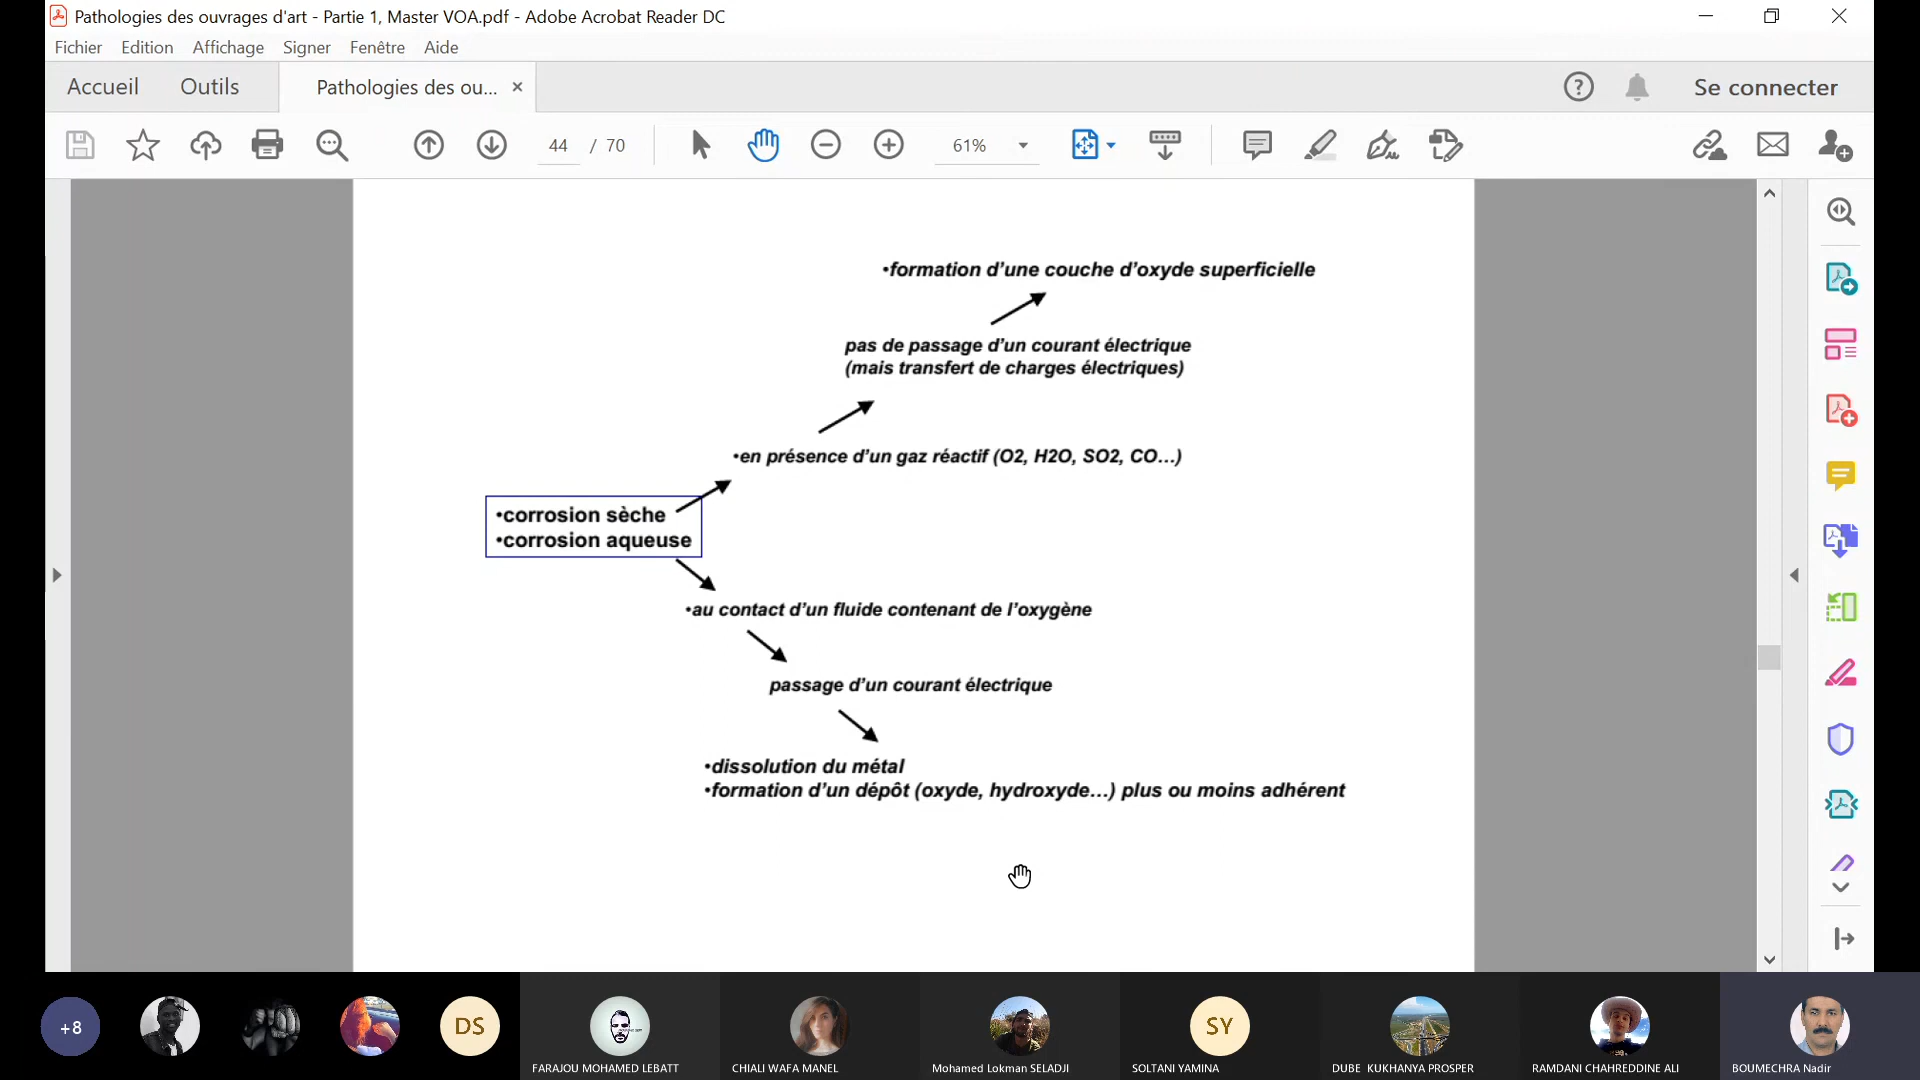 Pathologies des ouvrages d'art - Partie 1, Master VOA.pdf - Adobe Acrobat Reader DC
Fichier Edition Affichage Signer Fenêtre Aide
Accueil Outils Pathologies des ou... × Se connecter
44 / 70 61%
•formation d’une couche d’oxyde superficielle
pas de passage d’un courant électrique
(mais transfert de charges électriques)
•en présence d’un gaz réactif (O2, H2O, SO2, CO…)
•corrosion sèche
•corrosion aqueuse
•au contact d’un fluide contenant de l’oxygène
passage d’un courant électrique
•dissolution du métal
•formation d’un dépôt (oxyde, hydroxyde…) plus ou moins adhérent
+8 DS SY
FARAJOU MOHAMED LEBATT CHIALI WAFA MANEL Mohamed Lokman SELADJI SOLTANI YAMINA DUBE KUKHANYA PROSPER RAMDANI CHAHREDDINE ALI BOUMECHRA Nadir